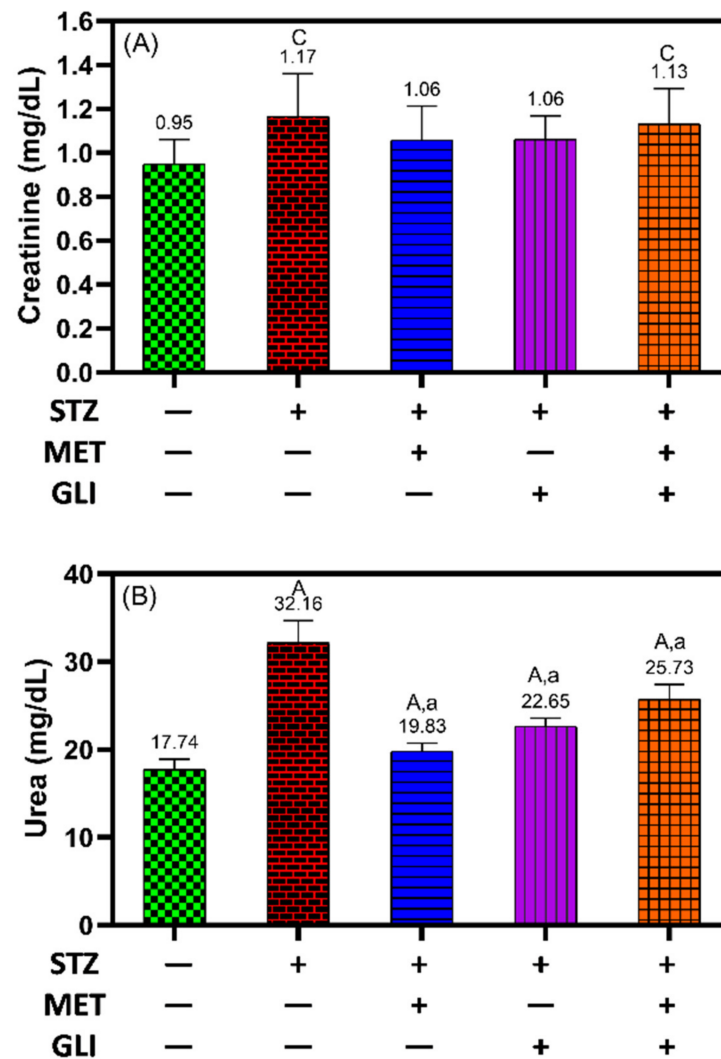 (A)
Creatinine (mg/dL)
1.6
1.4
1.2
1.0
0.8
0.6
0.4
0.2
0.0
0.95
C
1.17
1.06
1.06
C
1.13
STZ — + + + +
MET — — + — +
GLI — — — + +
(B)
Urea (mg/dL)
40
30
20
10
0
17.74
A
32.16
A,a
19.83
A,a
22.65
A,a
25.73
STZ — + + + +
MET — — + — +
GLI — — — + +